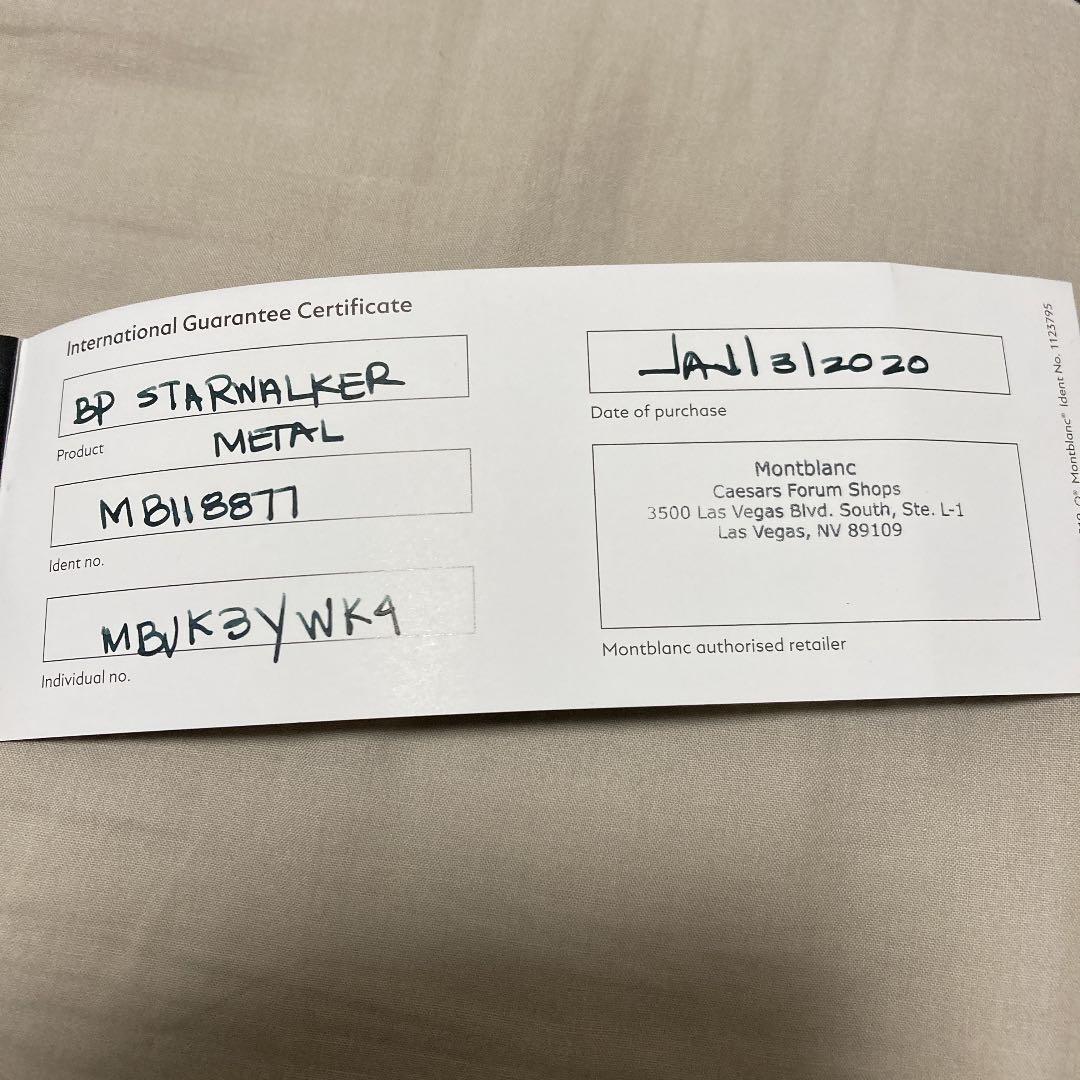 International Guarantee Certificate
BP STARWALKER
METAL
Product
MB118877
Ident no.
MBVK3YWK4
Individual no.
JAN/3/2020
Date of purchase
Montblanc
Caesars Forum Shops
3500 Las Vegas Blvd. South, Ste. L-1
Las Vegas, NV 89109
Montblanc authorised retailer
Montblanc® Ident No. 1123795